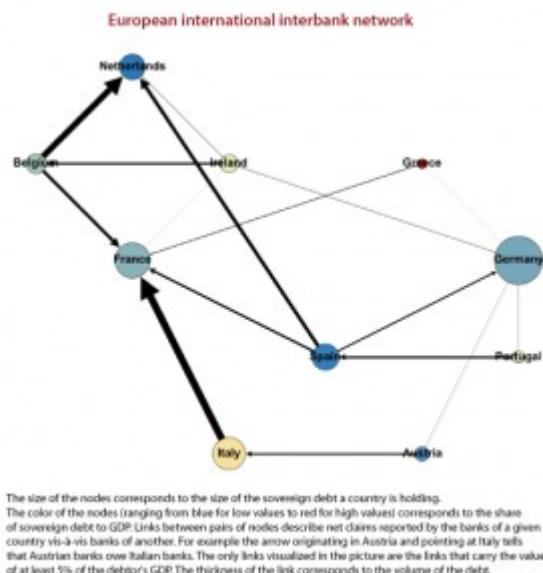 European international interbank network
Netherlands
Belgium
Ireland
Greece
France
Germany
Spain
Portugal
Italy
Austria
The size of the nodes corresponds to the size of the sovereign debt a country is holding.
The color of the nodes (ranging from blue for low values to red for high values) corresponds to the share
of sovereign debt to GDP. Links between pairs of nodes describe net claims reported by the banks of a given
country vis-à-vis banks of another. For example the arrow originating in Austria and pointing at Italy tells
that Austrian banks owe Italian banks. The only links visualized in the picture are the links that carry the value
of at least 5% of the debtor's GDP. The thickness of the link corresponds to the volume of the debt.